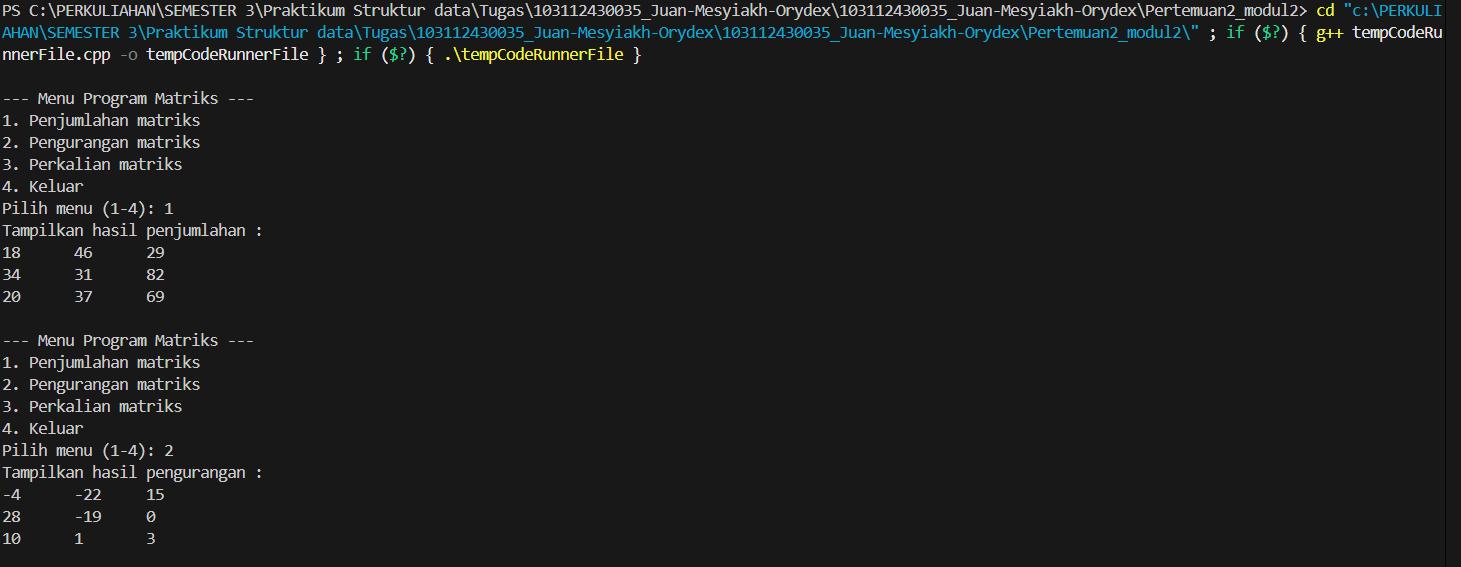 PS C:\PERKULIAHAN\SEMESTER 3\Praktikum Struktur data\Tugas\103112430035_Juan-Mesyiakh-Orydex\103112430035_Juan-Mesyiakh-Orydex\Pertemuan2_modul2> cd "c:\PERKULI
AHAN\SEMESTER 3\Praktikum Struktur data\Tugas\103112430035_Juan-Mesyiakh-Orydex\103112430035_Juan-Mesyiakh-Orydex\Pertemuan2_modul2\" ; if ($?) { g++ tempCodeRu
nnerFile.cpp -o tempCodeRunnerFile } ; if ($?) { .\tempCodeRunnerFile }
--- Menu Program Matriks ---
1. Penjumlahan matriks
2. Pengurangan matriks
3. Perkalian matriks
4. Keluar
Pilih menu (1-4): 1
Tampilkan hasil penjumlahan :
18 46 29
34 31 82
20 37 69
--- Menu Program Matriks ---
1. Penjumlahan matriks
2. Pengurangan matriks
3. Perkalian matriks
4. Keluar
Pilih menu (1-4): 2
Tampilkan hasil pengurangan :
-4 -22 15
28 -19 0
10 1 3